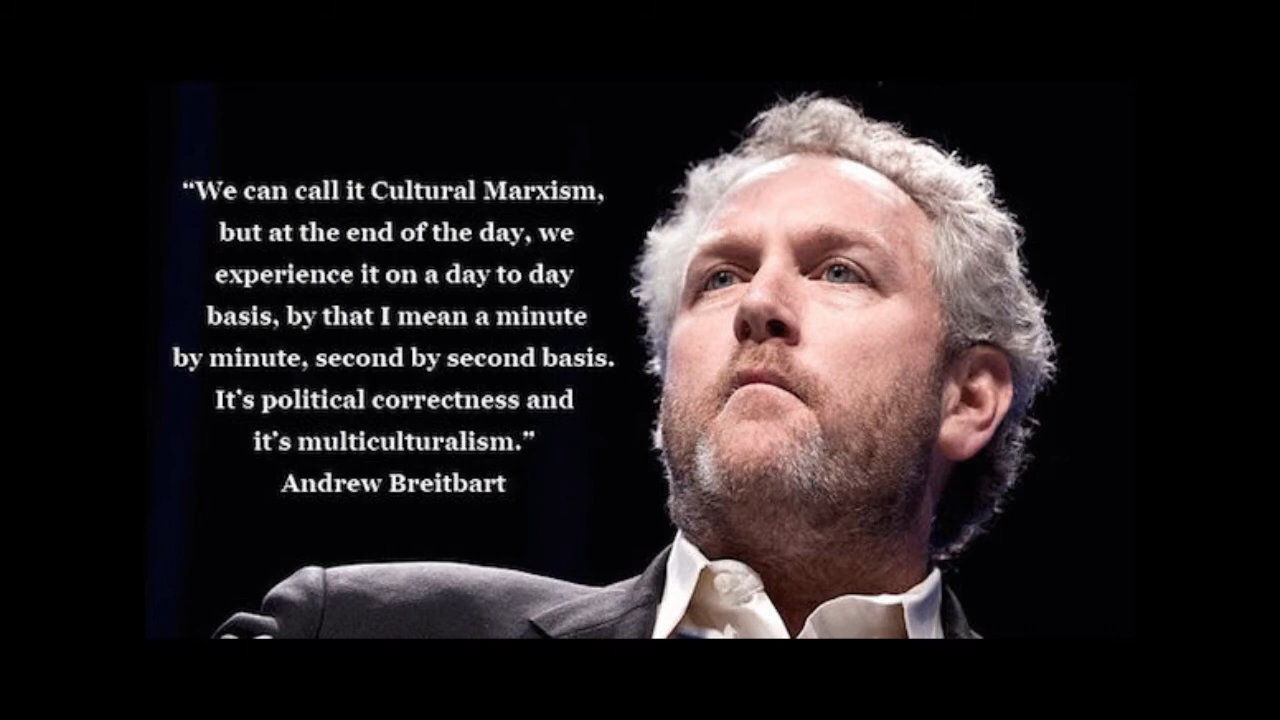 “We can call it Cultural Marxism,
but at the end of the day, we
experience it on a day to day
basis, by that I mean a minute
by minute, second by second basis.
It’s political correctness and
it’s multiculturalism.”
Andrew Breitbart